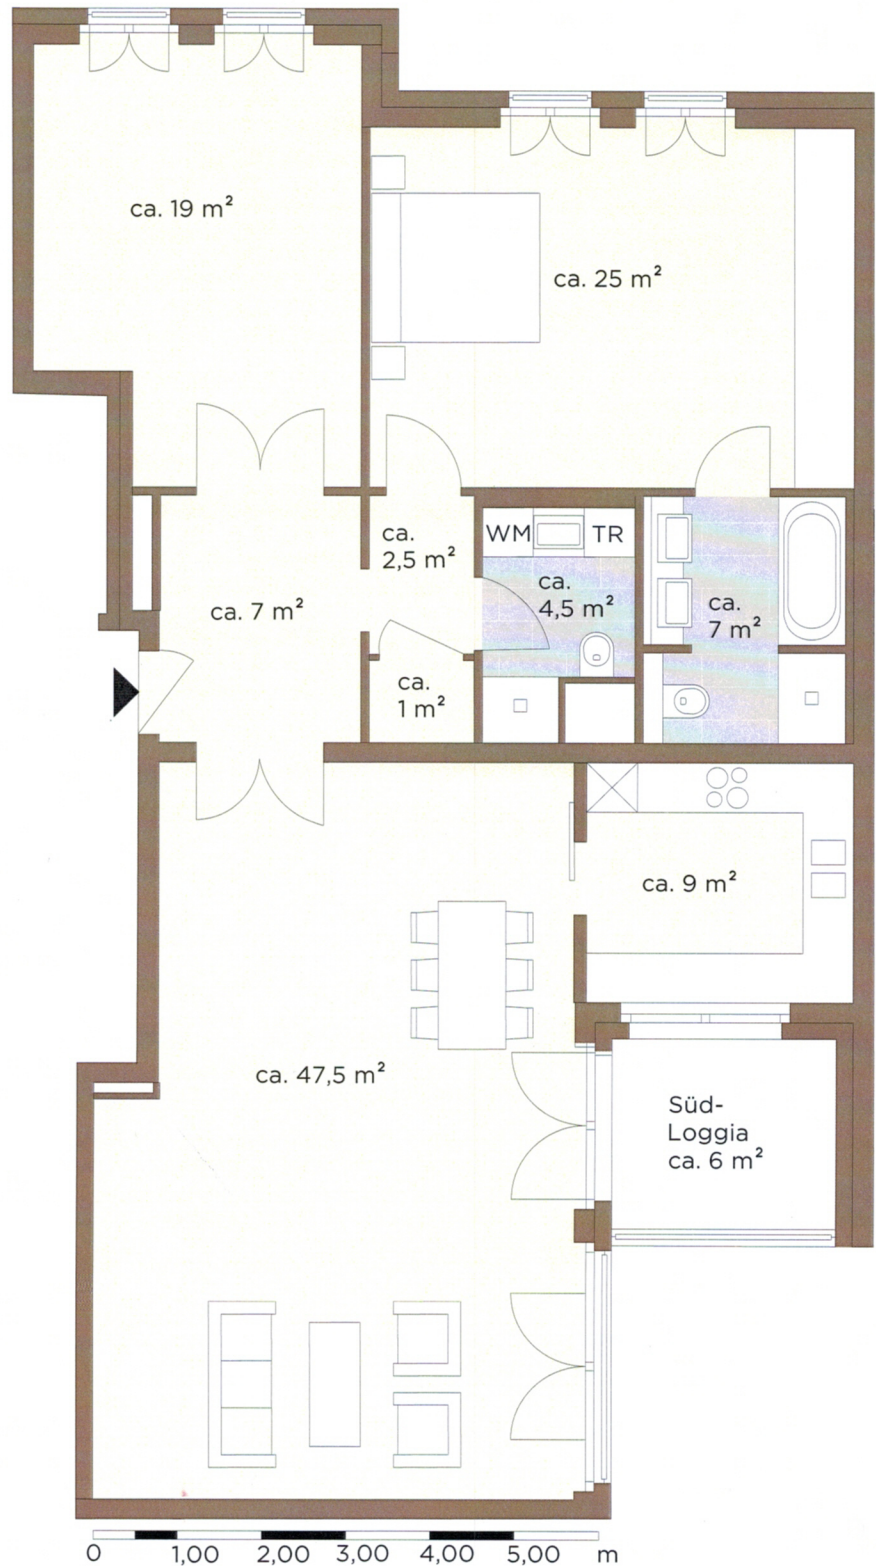 ca. 19 m²
ca. 25 m²
ca.
2,5 m²
WM
TR
ca.
4,5 m²
ca. 7 m²
ca.
7 m²
ca.
1 m²
ca. 9 m²
ca. 47,5 m²
Süd-
Loggia
ca. 6 m²
0 1,00 2,00 3,00 4,00 5,00 m